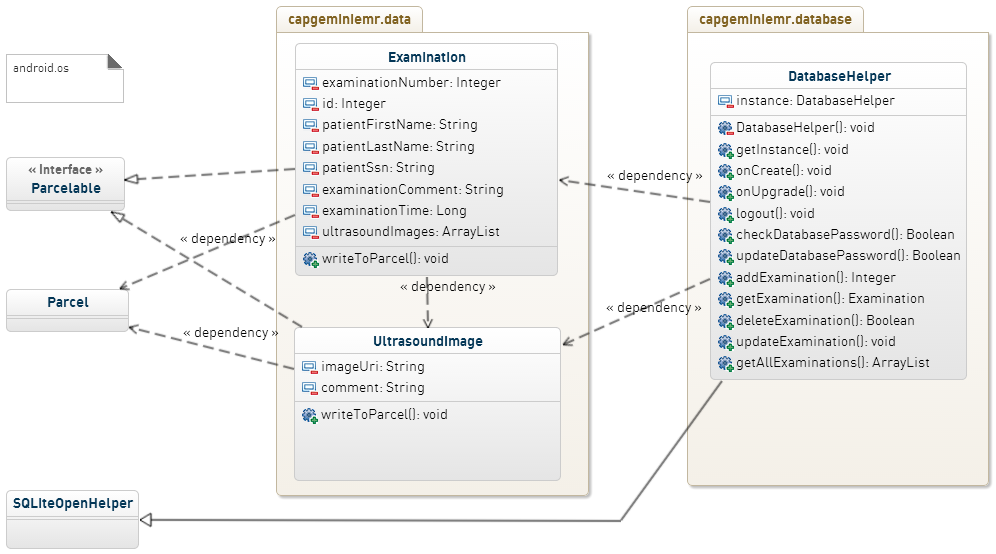 capgeminiemr.data
capgeminiemr.database
android.os
Examination
examinationNumber: Integer
id: Integer
patientFirstName: String
patientLastName: String
patientSsn: String
examinationComment: String
examinationTime: Long
ultrasoundImages: ArrayList
writeToParcel(): void
DatabaseHelper
instance: DatabaseHelper
DatabaseHelper(): void
getInstance(): void
onCreate(): void
onUpgrade(): void
logout(): void
checkDatabasePassword(): Boolean
updateDatabasePassword(): Boolean
addExamination(): Integer
getExamination(): Examination
deleteExamination(): Boolean
updateExamination(): void
getAllExaminations(): ArrayList
« Interface »
Parcelable
« dependency »
« dependency »
« dependency »
« dependency »
« dependency »
Parcel
UltrasoundImage
imageUri: String
comment: String
writeToParcel(): void
SQLiteOpenHelper